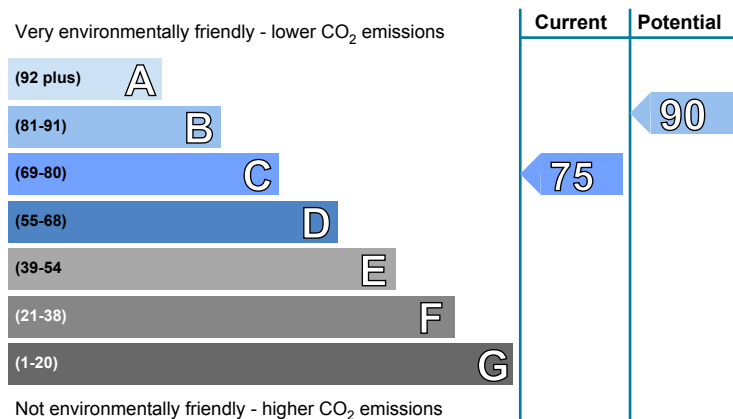 Very environmentally friendly - lower CO2 emissions
Current
Potential
(92 plus) A
(81-91) B
90
(69-80) C
75
(55-68) D
(39-54 E
(21-38) F
(1-20) G
Not environmentally friendly - higher CO2 emissions